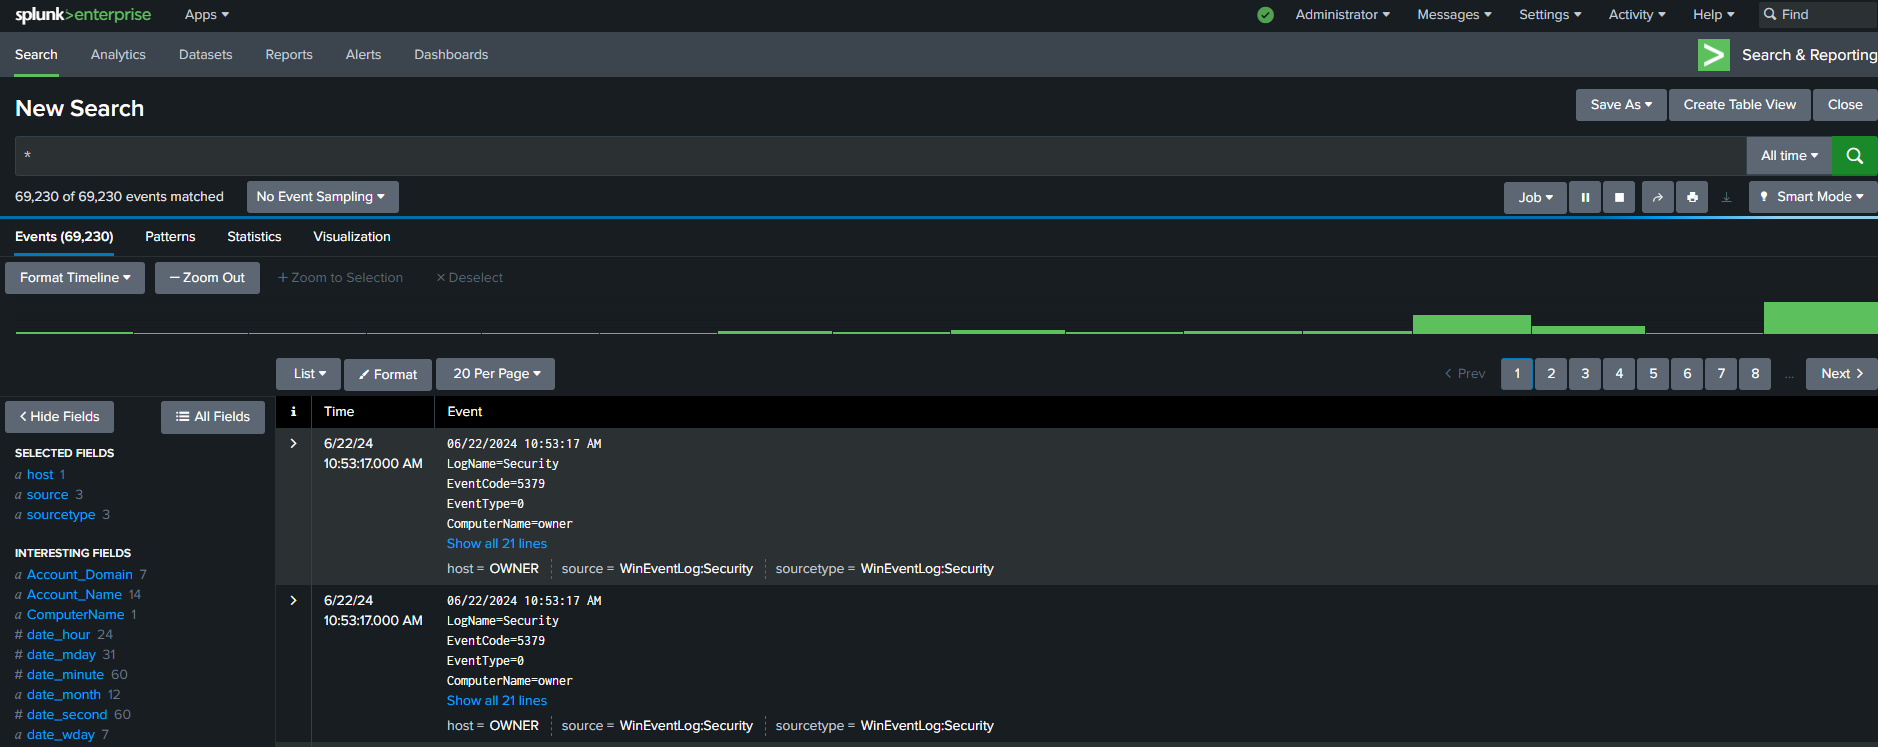 splunk>enterprise Apps Administrator Messages Settings Activity Help Find
Search Analytics Datasets Reports Alerts Dashboards Search & Reporting
New Search Save As Create Table View Close
* All time
69,230 of 69,230 events matched No Event Sampling Job Smart Mode
Events (69,230) Patterns Statistics Visualization
Format Timeline − Zoom Out + Zoom to Selection × Deselect
List Format 20 Per Page < Prev 1 2 3 4 5 6 7 8 ... Next >
< Hide Fields All Fields
i Time Event
SELECTED FIELDS
a host 1
a source 3
a sourcetype 3
INTERESTING FIELDS
a Account_Domain 7
a Account_Name 14
a ComputerName 1
# date_hour 24
# date_mday 31
# date_minute 60
a date_month 12
# date_second 60
a date_wday 7
> 6/22/24
10:53:17.000 AM
06/22/2024 10:53:17 AM
LogName=Security
EventCode=5379
EventType=0
ComputerName=owner
Show all 21 lines
host = OWNER source = WinEventLog:Security sourcetype = WinEventLog:Security
> 6/22/24
10:53:17.000 AM
06/22/2024 10:53:17 AM
LogName=Security
EventCode=5379
EventType=0
ComputerName=owner
Show all 21 lines
host = OWNER source = WinEventLog:Security sourcetype = WinEventLog:Security